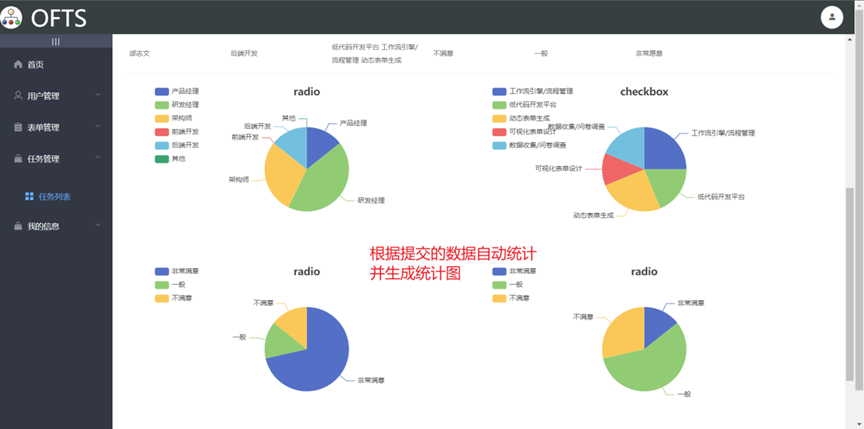 OFTS
首页
用户管理
表单管理
任务管理
任务列表
我的信息
邰志文 后端开发 低代码开发平台 工作流引擎/ 不满意 一般 非常愿意
流程管理 动态表单生成
radio
产品经理
研发经理
架构师
前端开发
后端开发
其他
其他
后端开发
前端开发
架构师
产品经理
研发经理
checkbox
工作流引擎/流程管理
低代码开发平台
动态表单生成
可视化表单设计
数据收集/问卷调查
数据收集/问卷调查
可视化表单设计
动态表单生成
工作流引擎/流程管理
低代码开发平台
根据提交的数据自动统计
并生成统计图
radio
非常满意
一般
不满意
不满意
一般
非常满意
radio
非常满意
一般
不满意
不满意
非常满意
一般